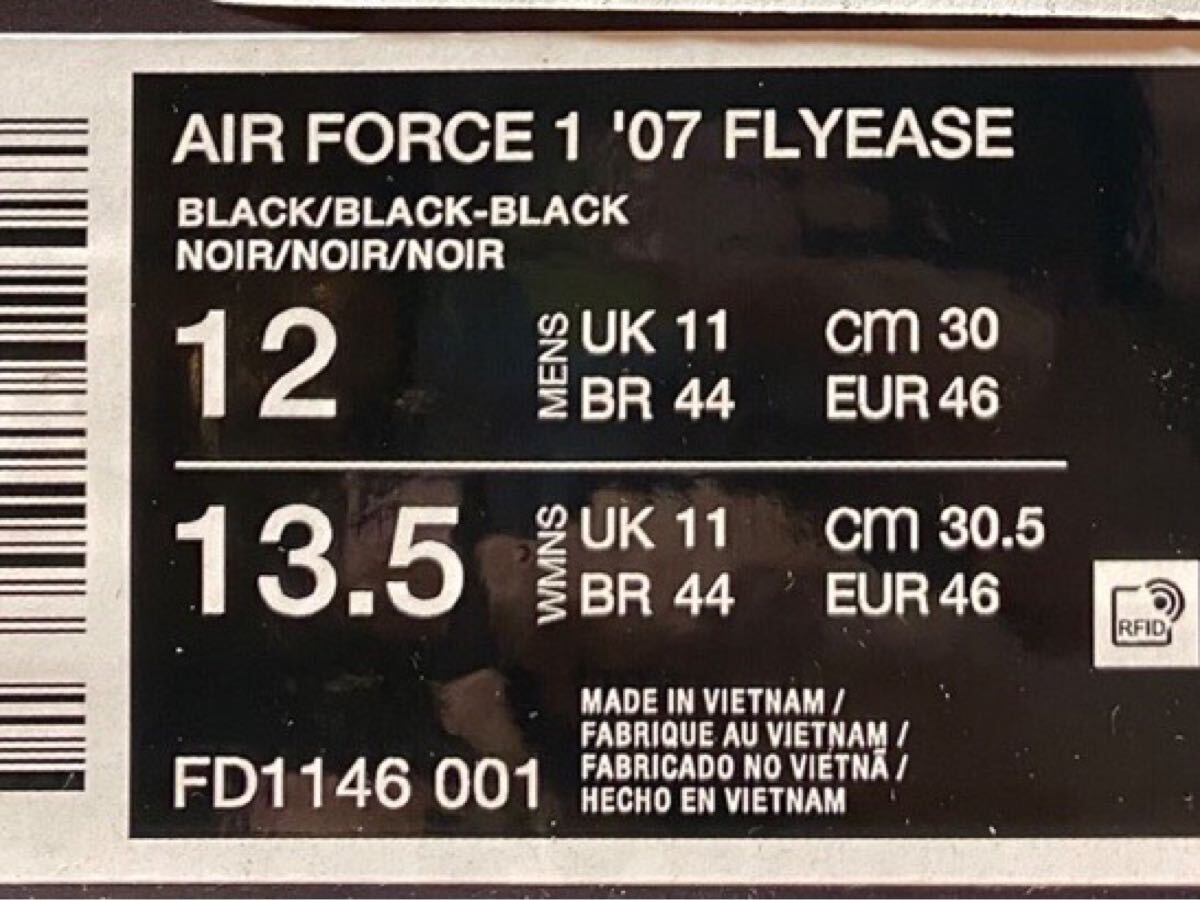 AIR FORCE 1 '07 FLYEASE
BLACK/BLACK-BLACK
NOIR/NOIR/NOIR
12 MENS UK 11 cm 30
BR 44 EUR 46
13.5 WMNS UK 11 cm 30.5
BR 44 EUR 46
RFID
MADE IN VIETNAM /
FABRIQUE AU VIETNAM /
FABRICADO NO VIETNÃ /
HECHO EN VIETNAM
FD1146 001